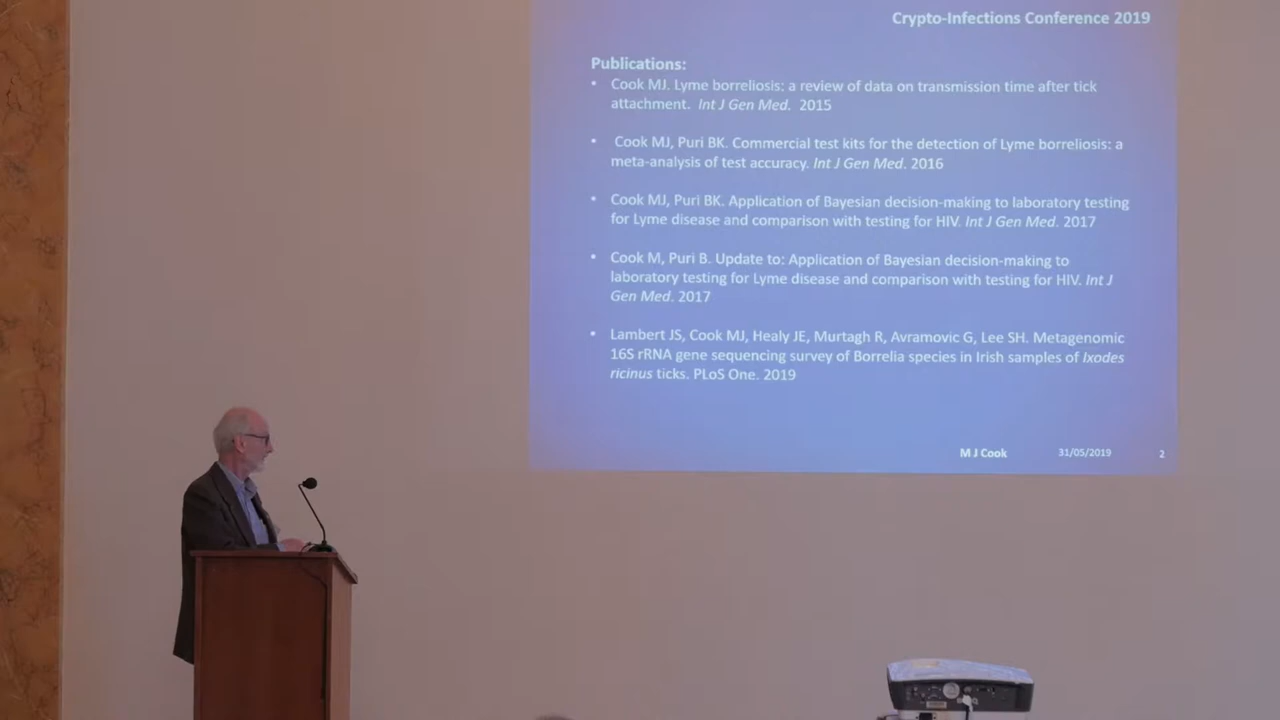 Crypto-Infections Conference 2019
Publications:
• Cook MJ. Lyme borreliosis: a review of data on transmission time after tick
attachment. Int J Gen Med. 2015
• Cook MJ, Puri BK. Commercial test kits for the detection of Lyme borreliosis: a
meta-analysis of test accuracy. Int J Gen Med. 2016
• Cook MJ, Puri BK. Application of Bayesian decision-making to laboratory testing
for Lyme disease and comparison with testing for HIV. Int J Gen Med. 2017
• Cook M, Puri B. Update to: Application of Bayesian decision-making to
laboratory testing for Lyme disease and comparison with testing for HIV. Int J
Gen Med. 2017
• Lambert JS, Cook MJ, Healy JE, Murtagh R, Avramovic G, Lee SH. Metagenomic
16S rRNA gene sequencing survey of Borrelia species in Irish samples of Ixodes
ricinus ticks. PLoS One. 2019
M J Cook 31/05/2019 2